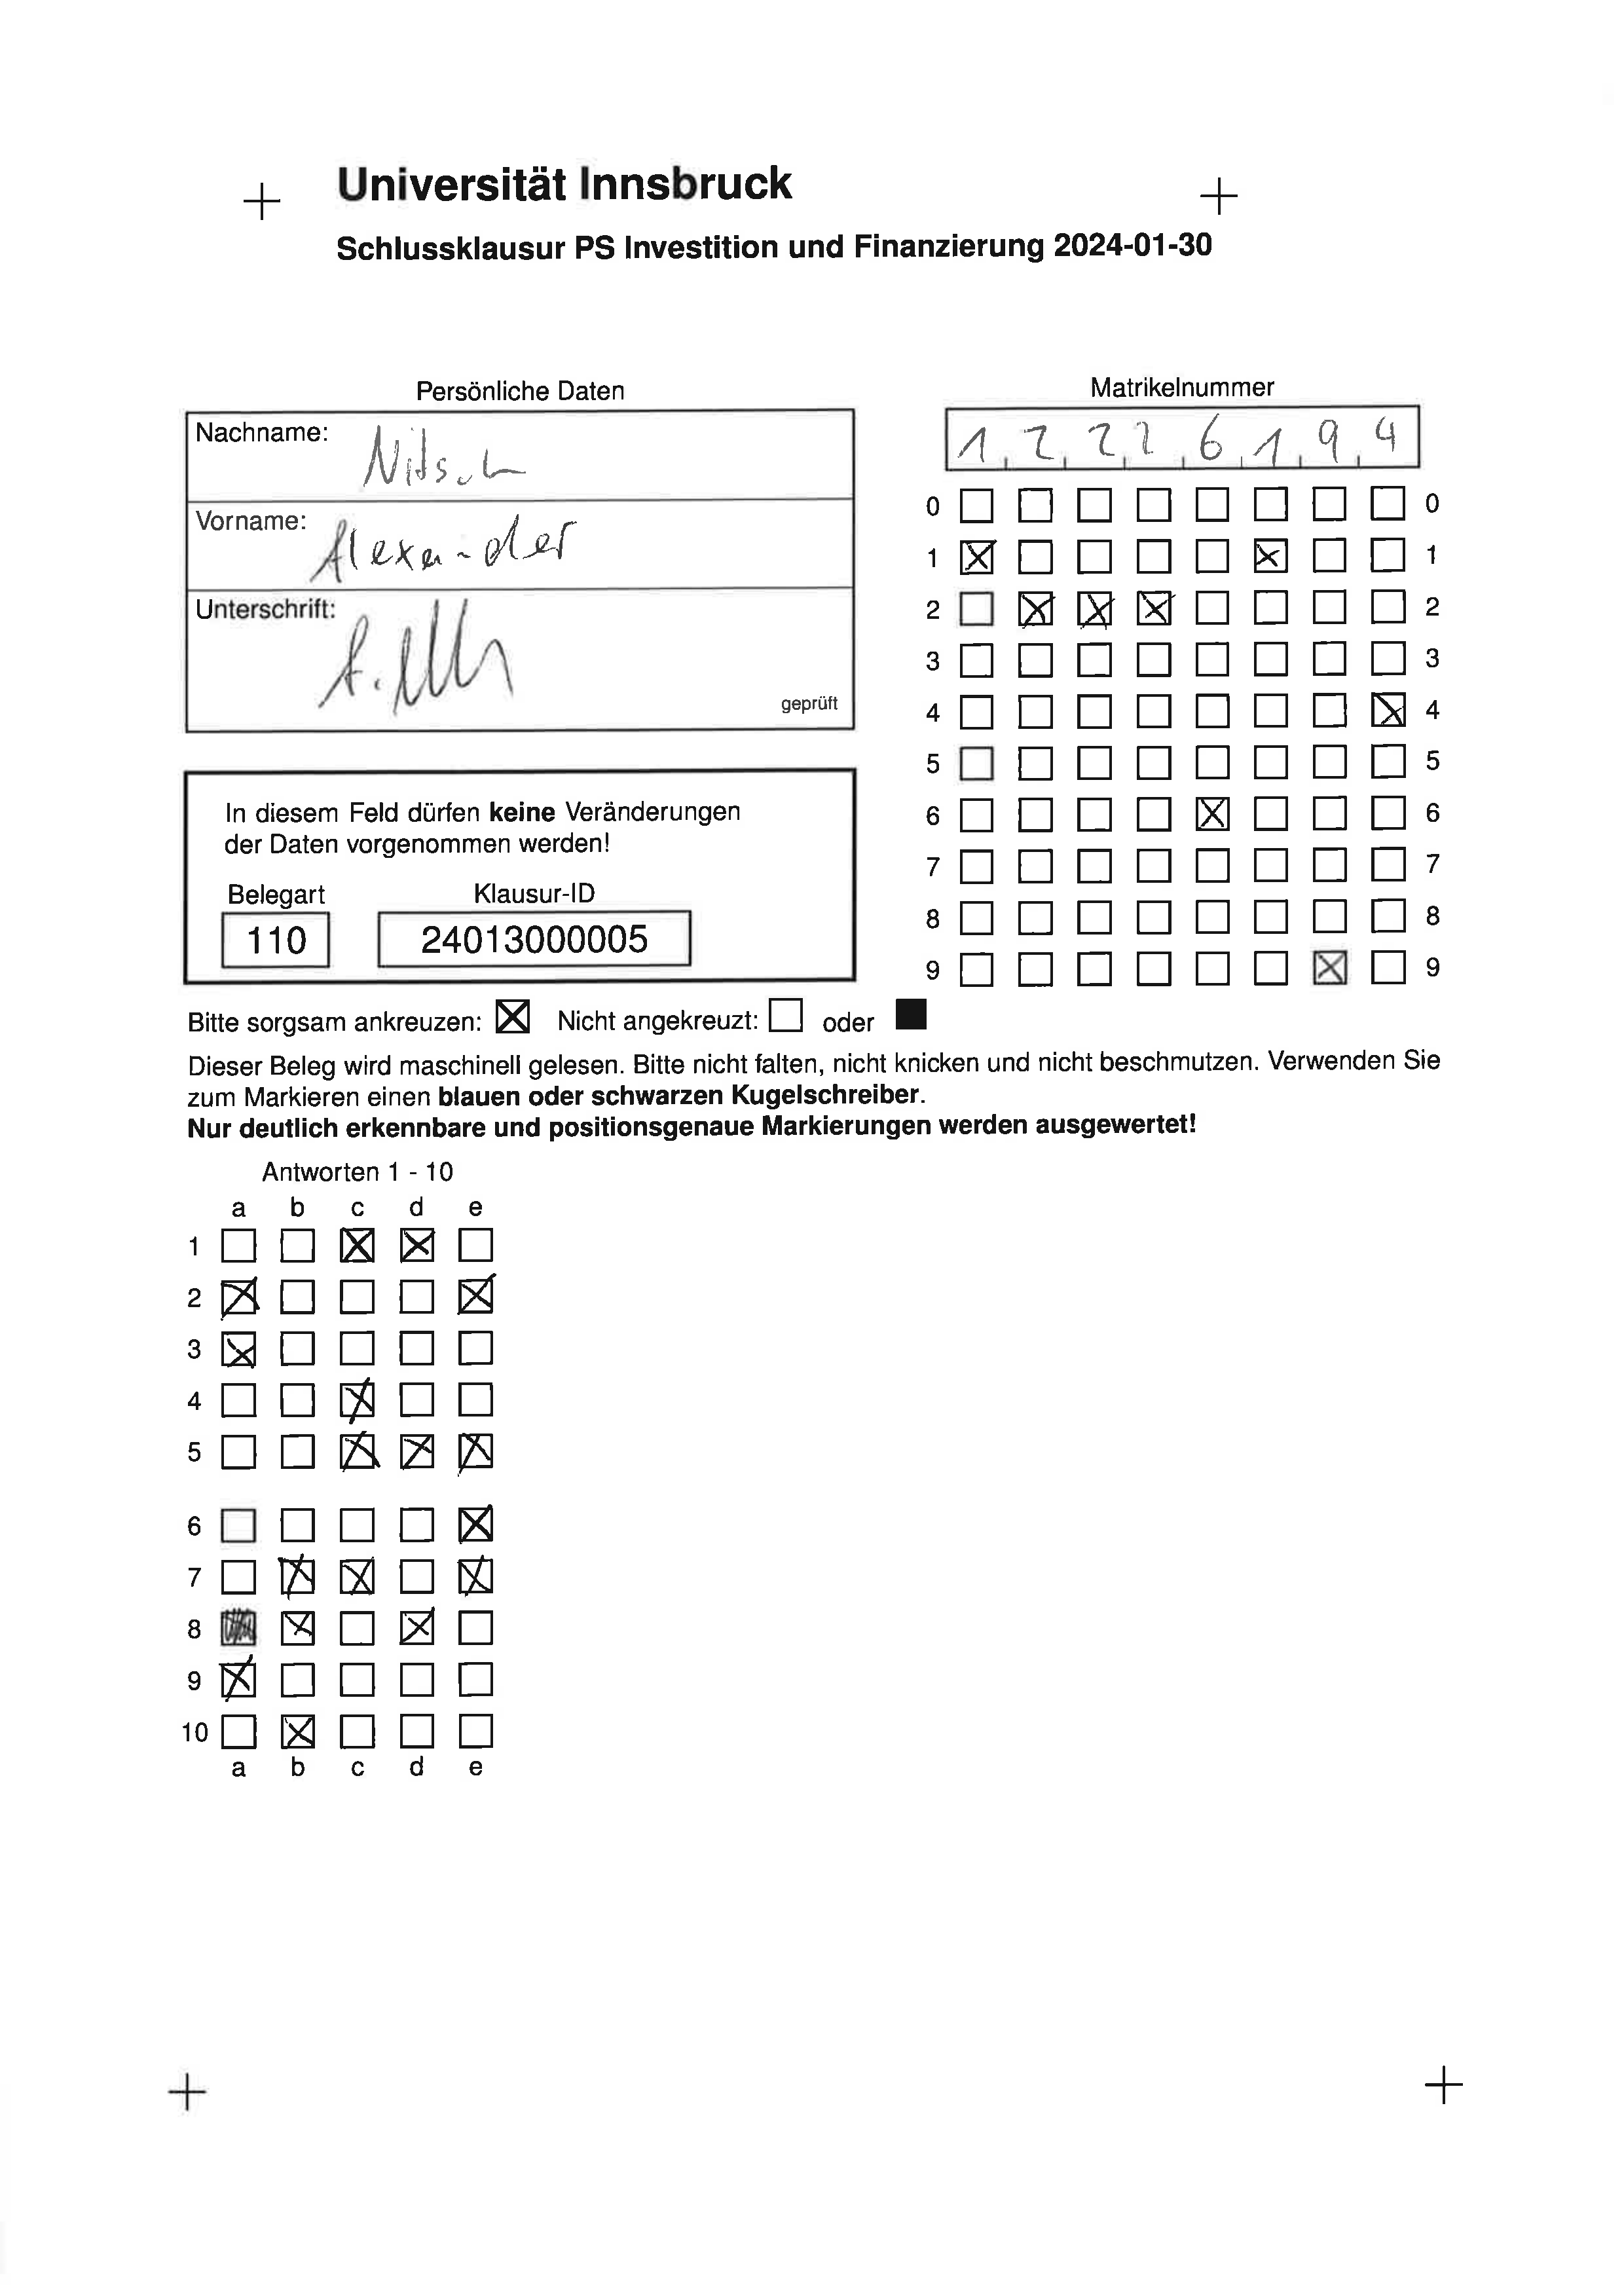 Universität Innsbruck
Schlussklausur PS Investition und Finanzierung 2024-01-30
Persönliche Daten
Nachname: Nitsch
Vorname: Alexander
Unterschrift:
geprüft
In diesem Feld dürfen keine Veränderungen
der Daten vorgenommen werden!
Belegart Klausur-ID
110 24013000005
Matrikelnummer
1 2 2 2 6 1 9 4
0 0
1 1
2 2
3 3
4 4
5 5
6 6
7 7
8 8
9 9
Bitte sorgsam ankreuzen: Nicht angekreuzt: oder
Dieser Beleg wird maschinell gelesen. Bitte nicht falten, nicht knicken und nicht beschmutzen. Verwenden Sie
zum Markieren einen blauen oder schwarzen Kugelschreiber.
Nur deutlich erkennbare und positionsgenaue Markierungen werden ausgewertet!
Antworten 1 - 10
a b c d e
1
2
3
4
5
6
7
8
9
10
a b c d e